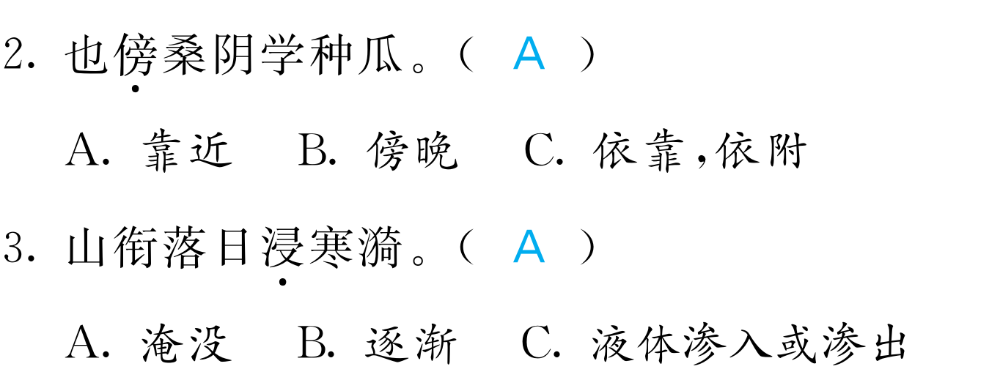 2. 也傍桑阴学种瓜。( A )
A. 靠近 B. 傍晚 C. 依靠,依附
3. 山衔落日浸寒漪。( A )
A. 淹没 B. 逐渐 C. 液体渗入或渗出